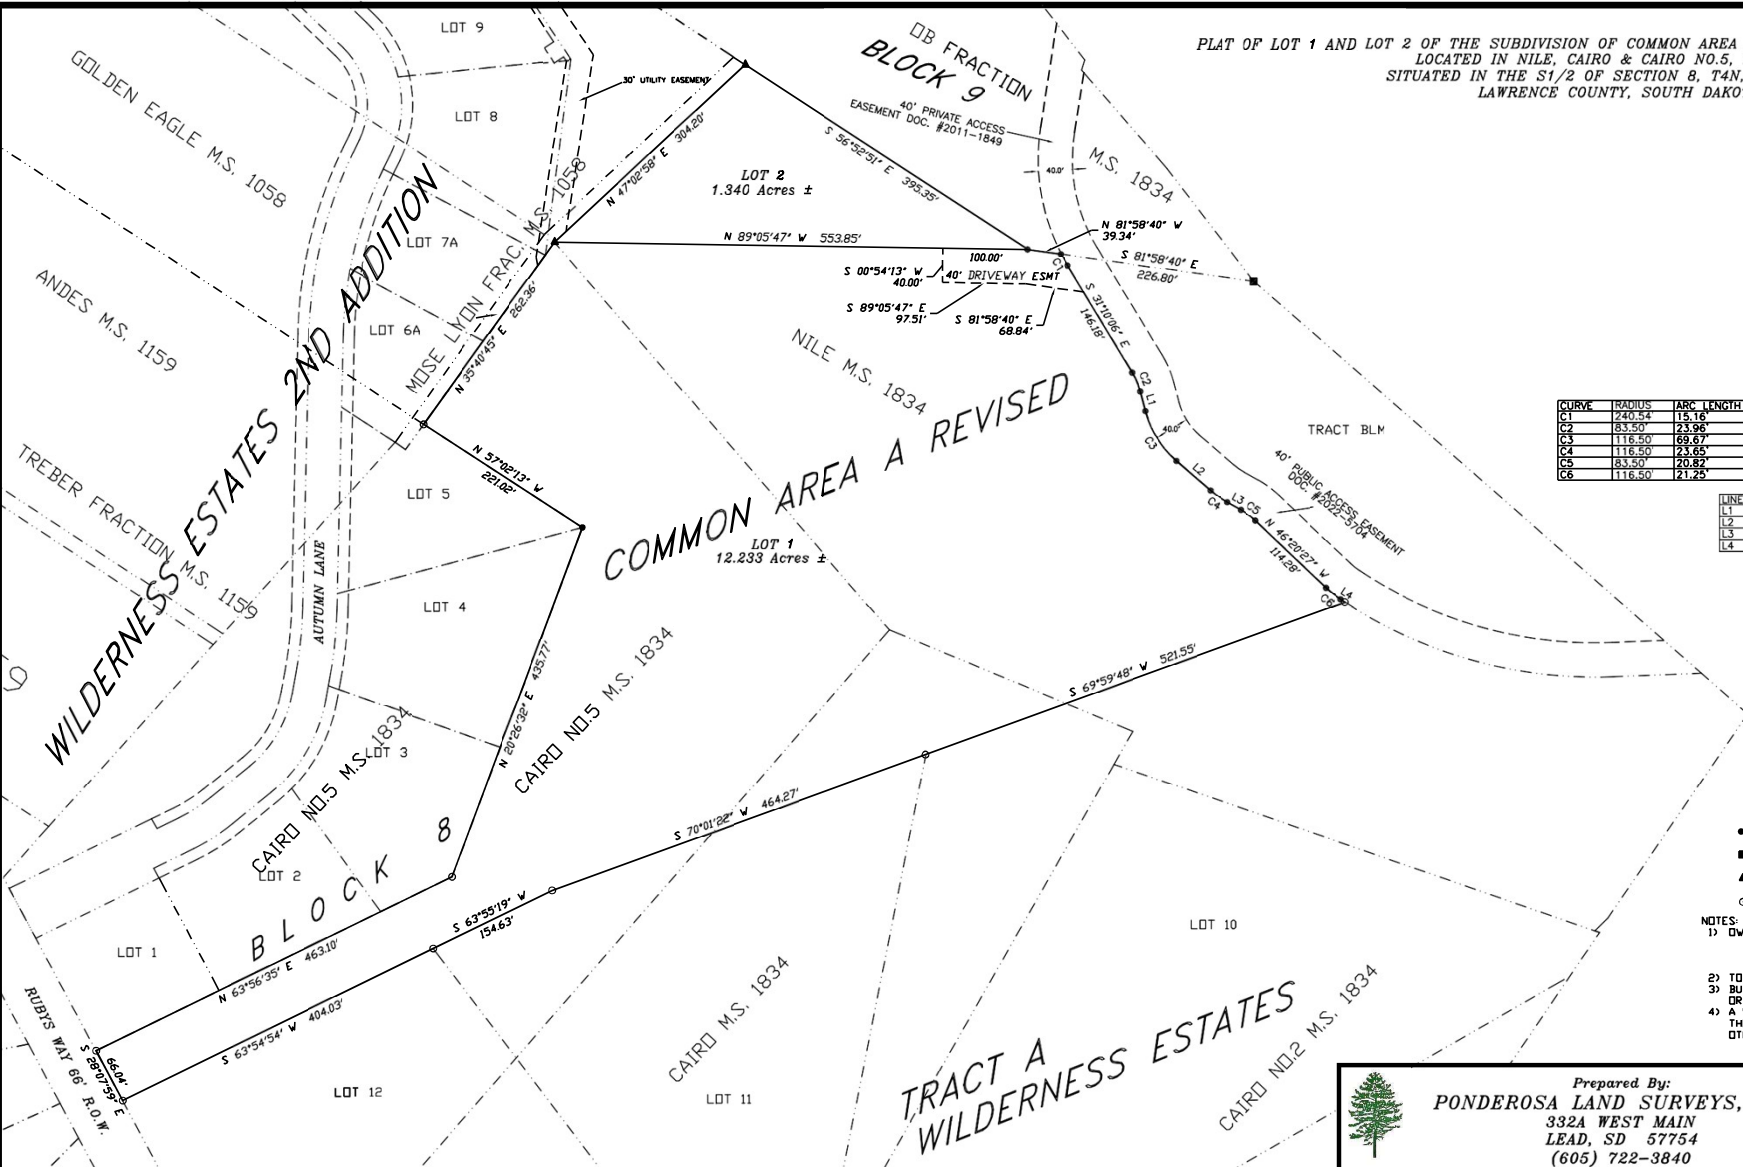 PLAT OF LOT 1 AND LOT 2 OF THE SUBDIVISION OF COMMON AREA
LOCATED IN NILE, CAIRO & CAIRO NO.5,
SITUATED IN THE S1/2 OF SECTION 8, T4N,
LAWRENCE COUNTY, SOUTH DAKO
LOT 9
GOLDEN EAGLE M.S. 1058
30' UTILITY EASEMENT
LOT 8
OB FRACTION
BLOCK 9
40' PRIVATE ACCESS
EASEMENT DOC. #2011-1849
M.S. 1834
40.0'
N 47°02'58" E 304.20'
LOT 2
1.340 Acres ±
S 56°52'51" E 395.35'
N 89°05'47" W 553.85'
N 81°58'40" W
39.34'
S 81°58'40" E
226.80'
C1
100.00'
40' DRIVEWAY ESMT
S 00°54'13" W
40.00'
S 89°05'47" E
97.51'
S 81°58'40" E
68.84'
S 31°10'06" E
146.18'
LOT 7A
MOSE LYON FRAC. M.S. 1058
ANDES M.S. 1159
LOT 6A
N 35°40'45" E 262.36'
WILDERNESS ESTATES 2ND ADDITION
NILE M.S. 1834
COMMON AREA A REVISED
C2
L1
C3
40.0'
L2
C4
L3
C5
N 46°20'27" W
114.28'
L4
C6
40' PUBLIC ACCESS EASEMENT
DOC. #2022-5704
TRACT BLM
CURVE RADIUS ARC LENGTH
C1 240.54' 15.16'
C2 83.50' 23.96'
C3 116.50' 69.67'
C4 116.50' 23.65'
C5 83.50' 20.82'
C6 116.50' 21.25'
LINE
L1
L2
L3
L4
TREBER FRACTION M.S. 1159
N 57°02'13" W
221.02'
LOT 5
LOT 1
12.233 Acres ±
AUTUMN LANE
LOT 4
N 20°26'32" E 435.77'
CAIRO NO.5 M.S. 1834
S 69°59'48" W 521.55'
9
LOT 3
CAIRO NO.5 M.S. 1834
S 70°01'22" W 464.27'
LOT 2
BLOCK 8
S 63°55'19" W
154.63'
LOT 1
N 63°56'35" E 463.10'
S 63°54'54" W 404.03'
RUBYS WAY 66' R.O.W.
66.04'
S 28°07'59" E
LOT 12
CAIRO M.S. 1834
LOT 11
LOT 10
TRACT A
WILDERNESS ESTATES
CAIRO NO.2 M.S. 1834
NOTES:
1) OW
2) TO
3) BU
OR
4) A
TH
OT
Prepared By:
PONDEROSA LAND SURVEYS,
332A WEST MAIN
LEAD, SD 57754
(605) 722-3840